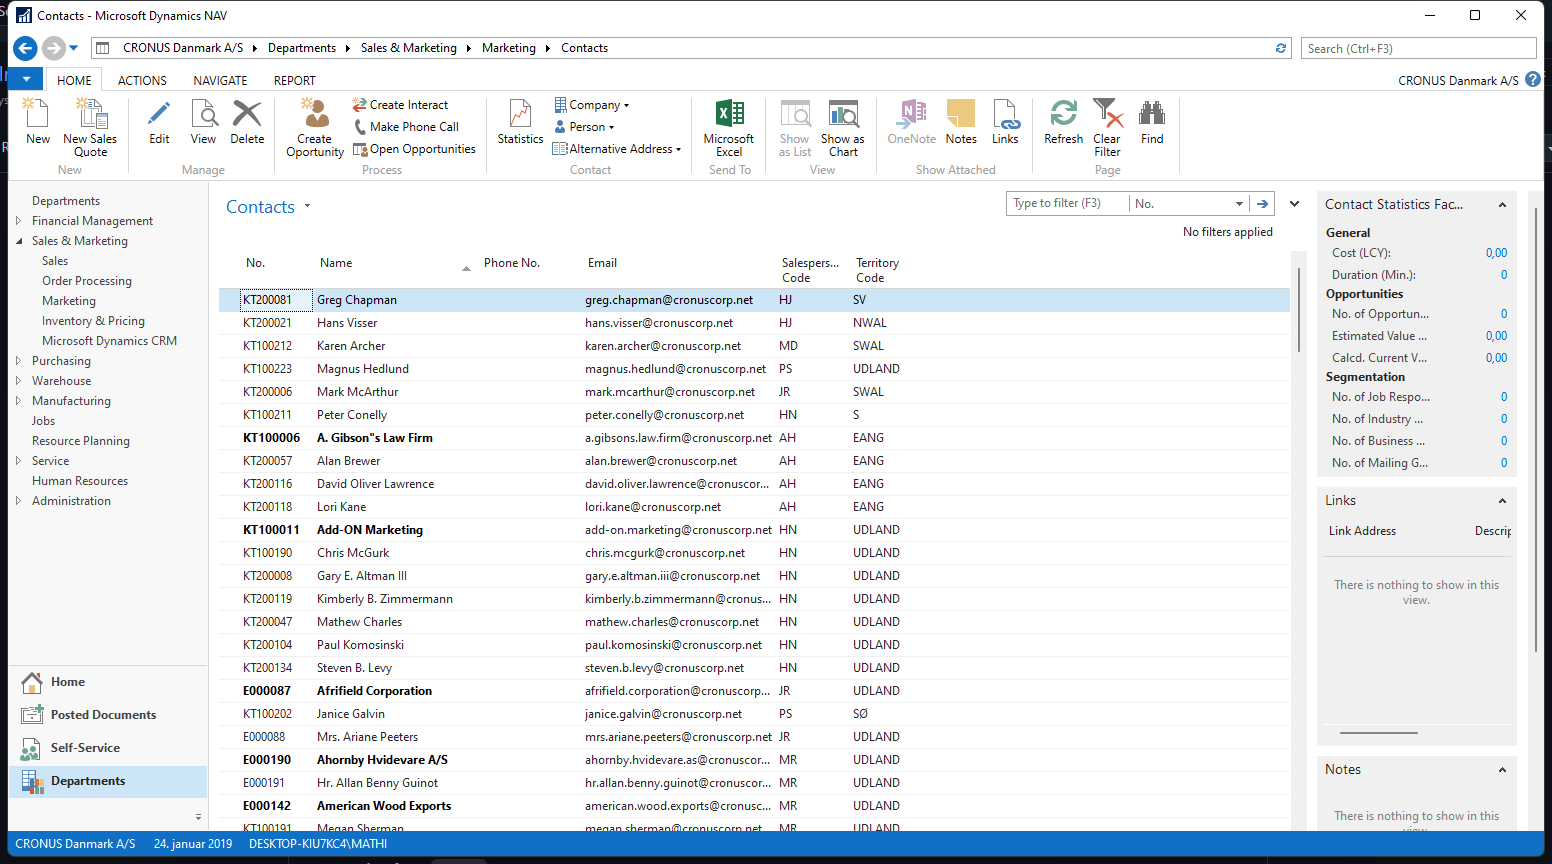 Contacts - Microsoft Dynamics NAV
CRONUS Danmark A/S Departments Sales & Marketing Marketing Contacts
Search (Ctrl+F3)
HOME ACTIONS NAVIGATE REPORT
CRONUS Danmark A/S
New
New Sales Quote
New
Edit
View
Delete
Manage
Create Oportunity
Create Interact
Make Phone Call
Open Opportunities
Process
Statistics
Company
Person
Alternative Address
Contact
Microsoft Excel
Send To
Show as List
Show as Chart
View
OneNote
Notes
Links
Show Attached
Refresh
Clear Filter
Find
Page
Departments
Financial Management
Sales & Marketing
Sales
Order Processing
Marketing
Inventory & Pricing
Microsoft Dynamics CRM
Purchasing
Warehouse
Manufacturing
Jobs
Resource Planning
Service
Human Resources
Administration
Home
Posted Documents
Self-Service
Departments
Contacts
Type to filter (F3) No.
No filters applied
No. Name Phone No. Email Salespers... Code Territory Code
KT200081 Greg Chapman greg.chapman@cronuscorp.net HJ SV
KT200021 Hans Visser hans.visser@cronuscorp.net HJ NWAL
KT100212 Karen Archer karen.archer@cronuscorp.net MD SWAL
KT100223 Magnus Hedlund magnus.hedlund@cronuscorp.net PS UDLAND
KT200006 Mark McArthur mark.mcarthur@cronuscorp.net JR SWAL
KT100211 Peter Conelly peter.conelly@cronuscorp.net HN S
KT100006 A. Gibson"s Law Firm a.gibsons.law.firm@cronuscorp.net AH EANG
KT200057 Alan Brewer alan.brewer@cronuscorp.net AH EANG
KT200116 David Oliver Lawrence david.oliver.lawrence@cronuscor... AH EANG
KT200118 Lori Kane lori.kane@cronuscorp.net AH EANG
KT100011 Add-ON Marketing add-on.marketing@cronuscorp.net HN UDLAND
KT100190 Chris McGurk chris.mcgurk@cronuscorp.net HN UDLAND
KT200008 Gary E. Altman III gary.e.altman.iii@cronuscorp.net HN UDLAND
KT200119 Kimberly B. Zimmermann kimberly.b.zimmermann@cronus... HN UDLAND
KT200047 Mathew Charles mathew.charles@cronuscorp.net HN UDLAND
KT200104 Paul Komosinski paul.komosinski@cronuscorp.net HN UDLAND
KT200134 Steven B. Levy steven.b.levy@cronuscorp.net HN UDLAND
E000087 Afrifield Corporation afrifield.corporation@cronuscorp... JR UDLAND
KT100202 Janice Galvin janice.galvin@cronuscorp.net PS SØ
E000088 Mrs. Ariane Peeters mrs.ariane.peeters@cronuscorp.net JR UDLAND
E000190 Ahornby Hvidevare A/S ahornby.hvidevare.as@cronuscor... MR UDLAND
E000191 Hr. Allan Benny Guinot hr.allan.benny.guinot@cronuscor... MR UDLAND
E000142 American Wood Exports american.wood.exports@cronusc... MR UDLAND
KT100191 Megan Sherman megan.sherman@cronuscorp.net MR UDLAND
Contact Statistics Fac...
General
Cost (LCY): 0,00
Duration (Min.): 0
Opportunities
No. of Opportun... 0
Estimated Value ... 0,00
Calcd. Current V... 0,00
Segmentation
No. of Job Respo... 0
No. of Industry ... 0
No. of Business ... 0
No. of Mailing G... 0
Links
Link Address Descrip
There is nothing to show in this
view.
Notes
There is nothing to show in this
view.
CRONUS Danmark A/S 24. januar 2019 DESKTOP-KIU7KC4\MATHI